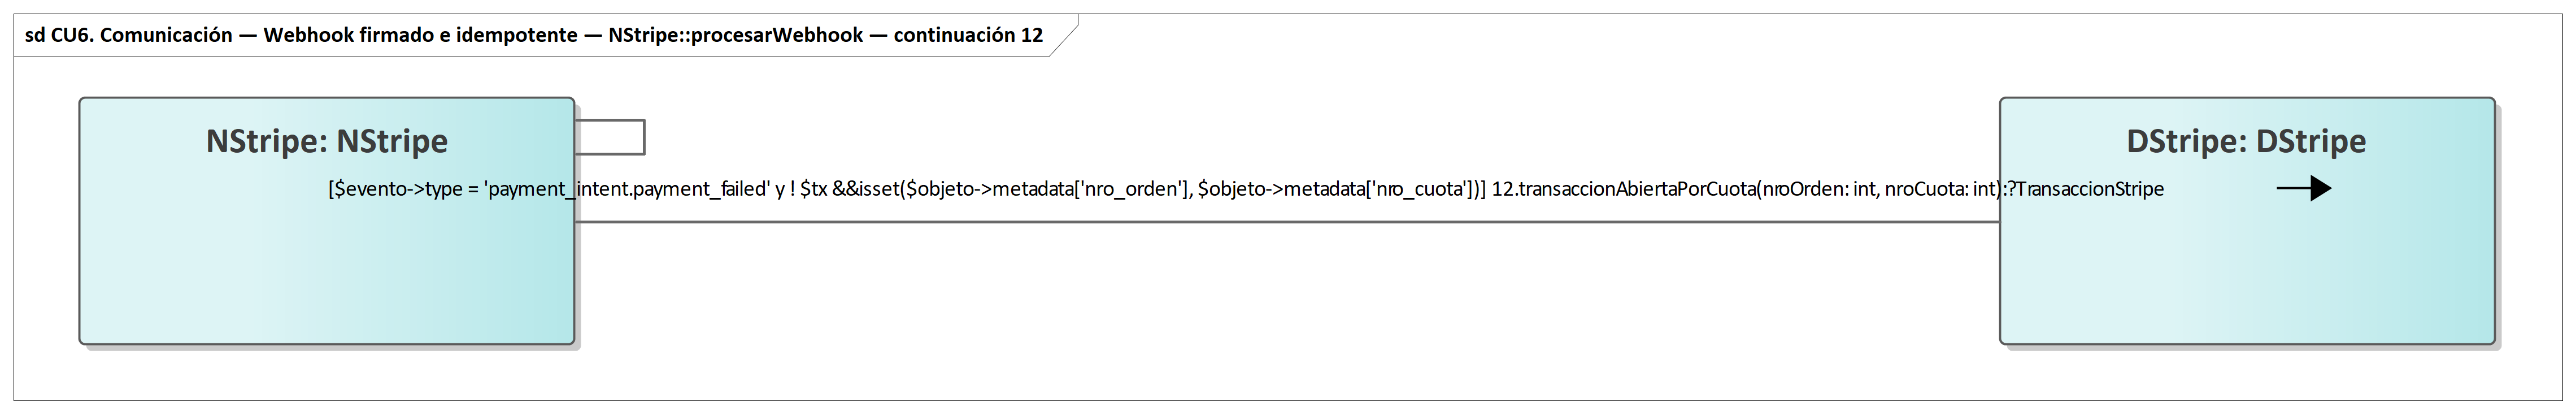 sd CU6. Comunicación — Webhook firmado e idempotente — NStripe::procesarWebhook — continuación 12
NStripe: NStripe
DStripe: DStripe
[$evento->type = 'payment_intent.payment_failed' y ! $tx &&isset($objeto->metadata['nro_orden'], $objeto->metadata['nro_cuota'])] 12.transaccionAbiertaPorCuota(nroOrden: int, nroCuota: int):?TransaccionStripe